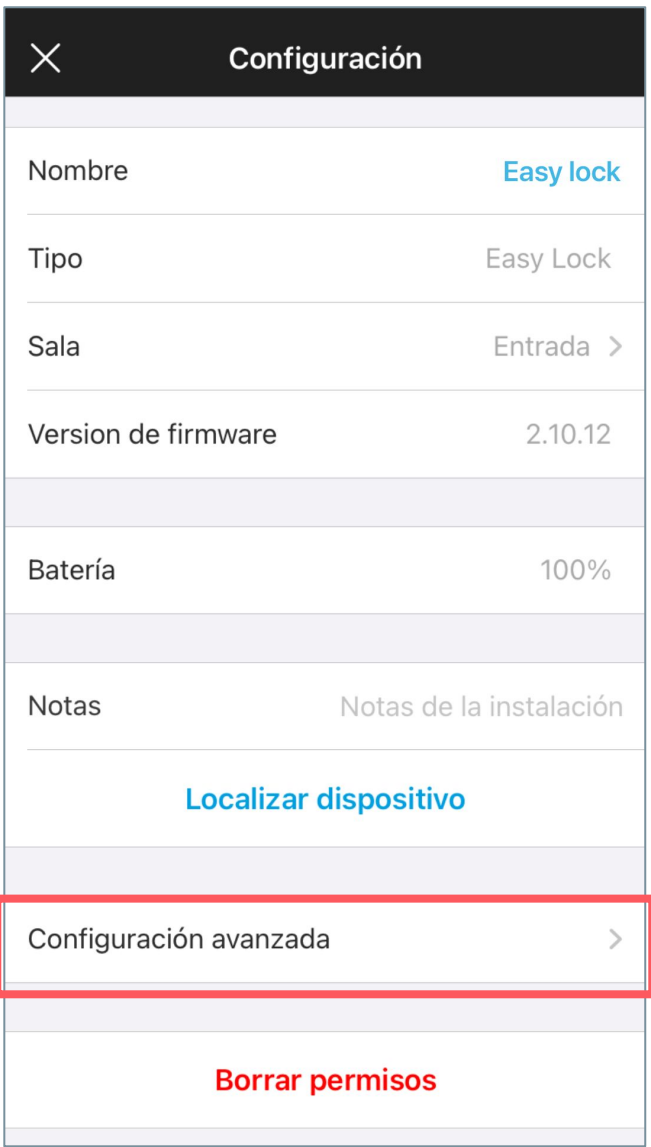 Configuración
Nombre Easy lock
Tipo Easy Lock
Sala Entrada
Version de firmware 2.10.12
Batería 100%
Notas Notas de la instalación
Localizar dispositivo
Configuración avanzada
Borrar permisos